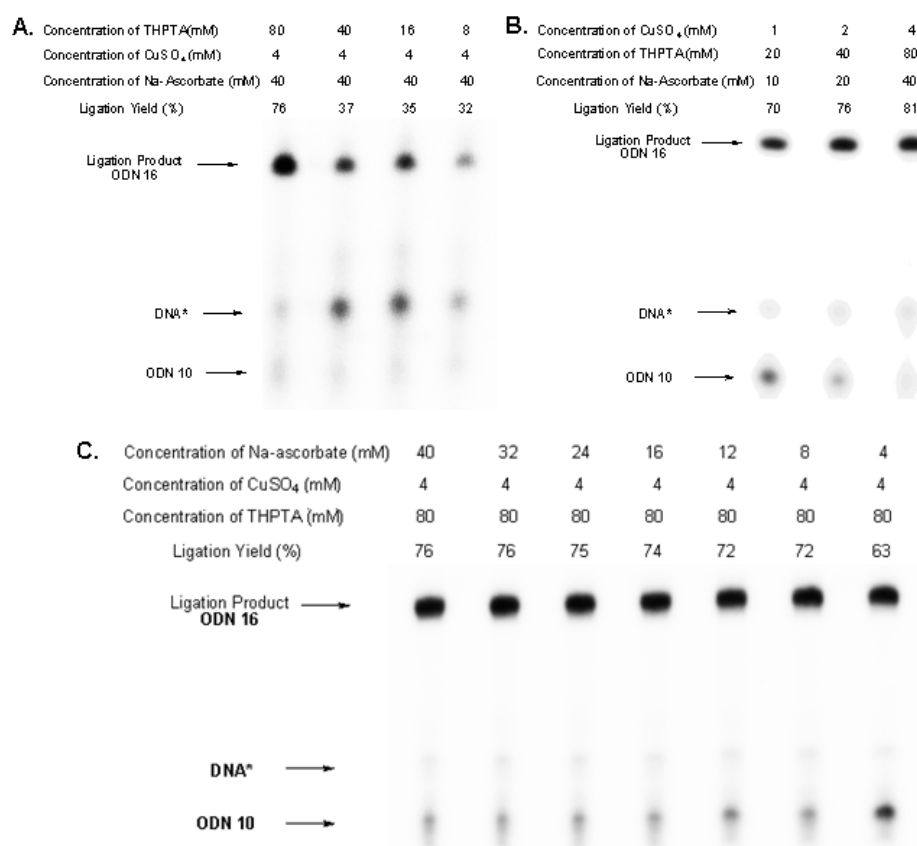 A. Concentration of THPTA(mM) 80 40 16 8
Concentration of CuSO₄(mM) 4 4 4 4
Concentration of Na-Ascorbate (mM) 40 40 40 40
Ligation Yield (%) 76 37 35 32
Ligation Product
ODN 16
DNA*
ODN 10
B. Concentration of CuSO₄(mM) 1 2 4
Concentration of THPTA(mM) 20 40 80
Concentration of Na-Ascorbate (mM) 10 20 40
Ligation Yield (%) 70 76 81
Ligation Product
ODN 16
DNA*
ODN 10
C. Concentration of Na-ascorbate (mM) 40 32 24 16 12 8 4
Concentration of CuSO₄ (mM) 4 4 4 4 4 4 4
Concentration of THPTA (mM) 80 80 80 80 80 80 80
Ligation Yield (%) 76 76 75 74 72 72 63
Ligation Product
ODN 16
DNA*
ODN 10